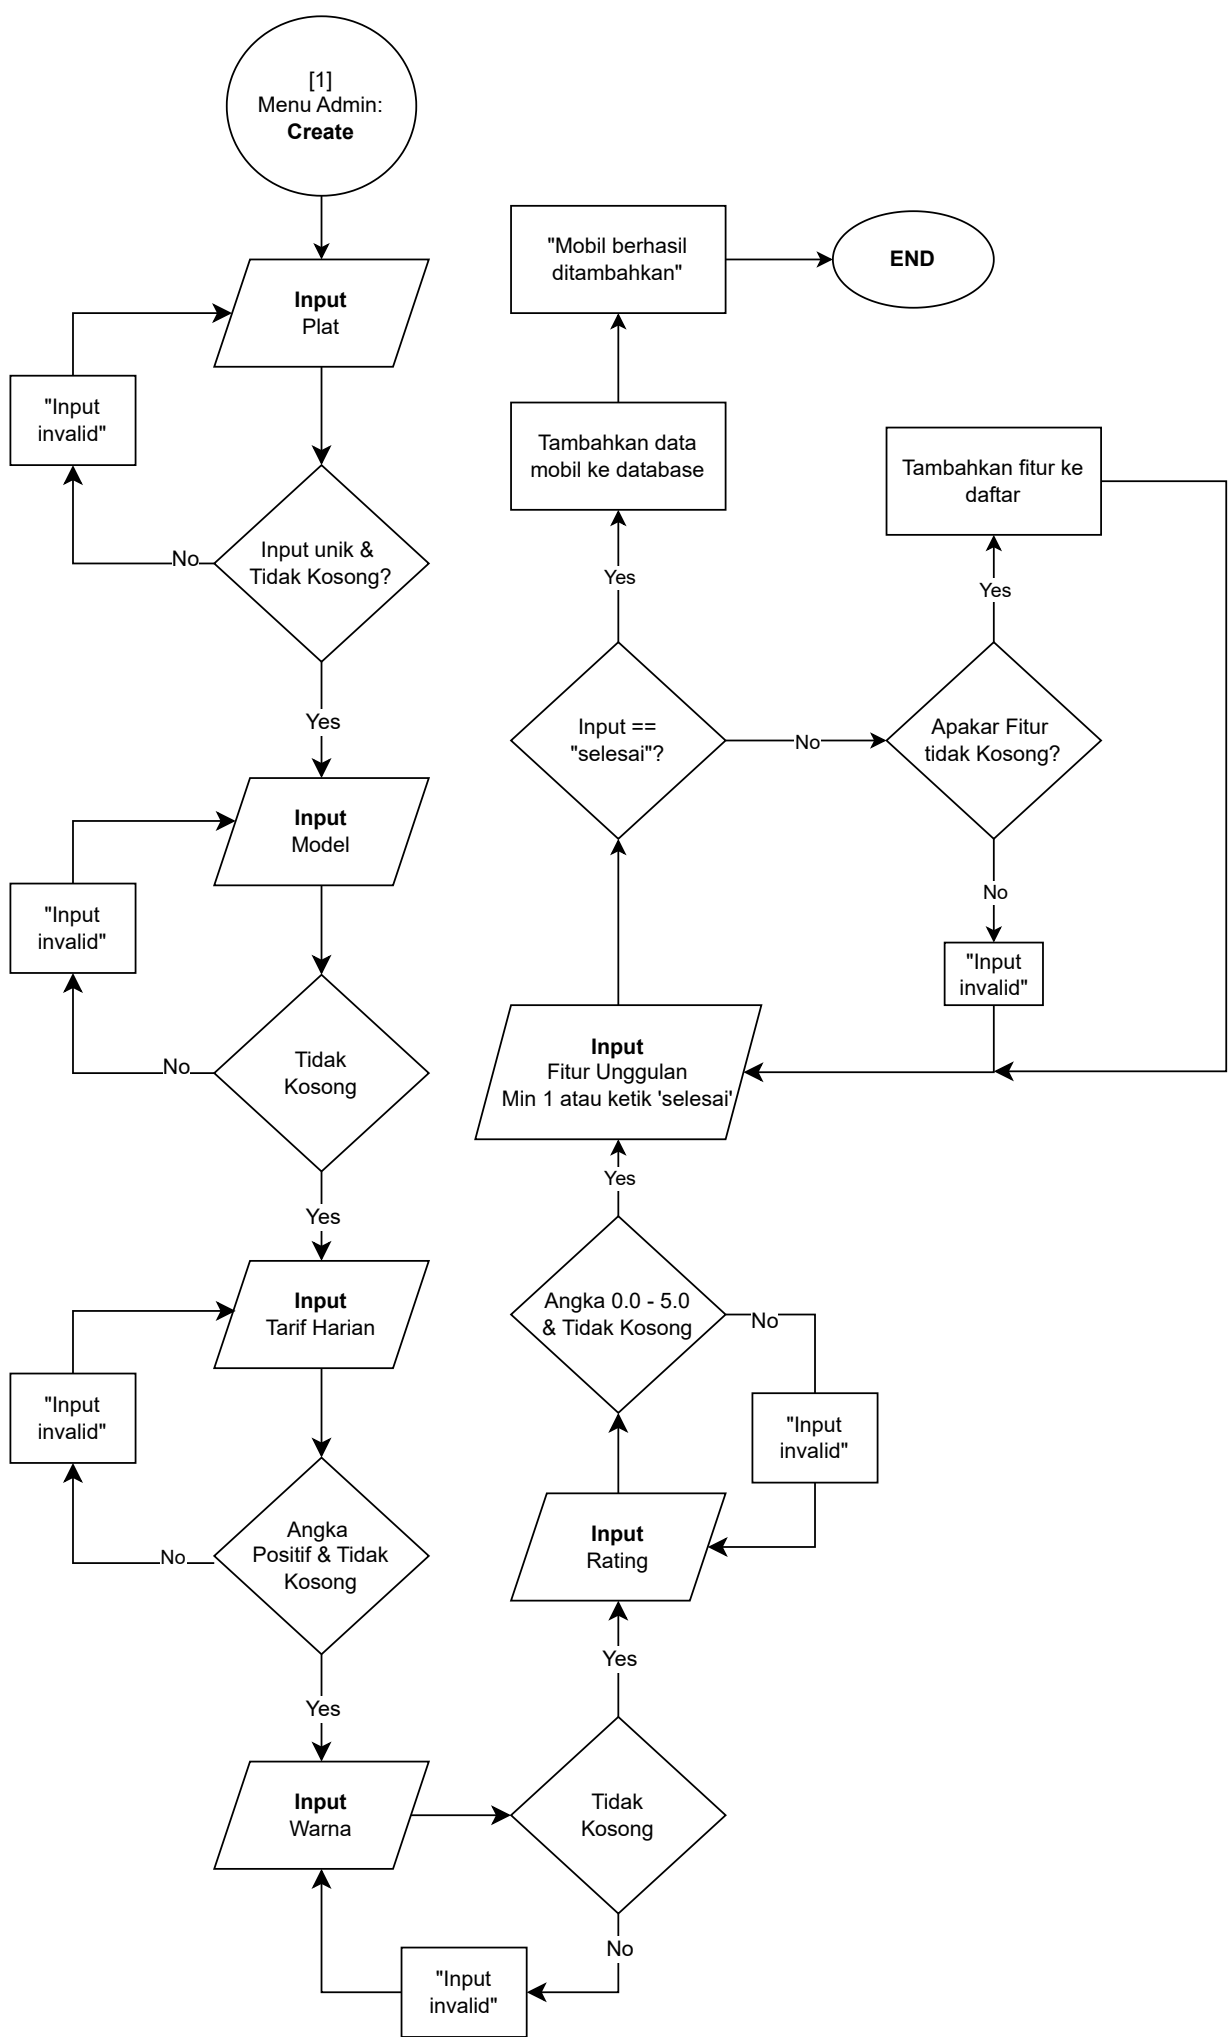 [1]
Menu Admin:
Create
Input
Plat
"Input
invalid"
Input unik &
Tidak Kosong?
No
Yes
Input
Model
"Input
invalid"
Tidak
Kosong
No
Yes
Input
Tarif Harian
"Input
invalid"
Angka
Positif & Tidak
Kosong
No
Yes
Input
Warna
Tidak
Kosong
No
"Input
invalid"
Yes
Input
Rating
Angka 0.0 - 5.0
& Tidak Kosong
No
"Input
invalid"
Yes
Input
Fitur Unggulan
Min 1 atau ketik 'selesai'
Input ==
"selesai"?
No
Apakar Fitur
tidak Kosong?
Yes
Tambahkan fitur ke
daftar
No
"Input
invalid"
Yes
Tambahkan data
mobil ke database
"Mobil berhasil
ditambahkan"
END